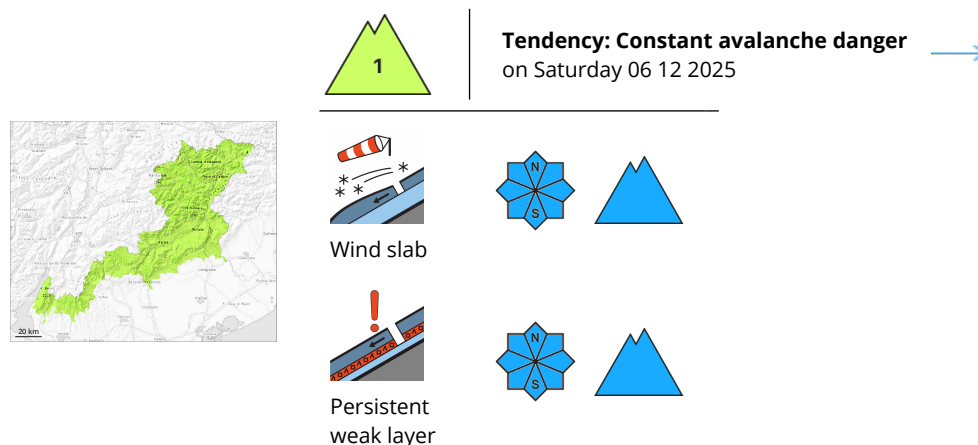 1
Tendency: Constant avalanche danger
on Saturday 06 12 2025
20 km
N
S
Wind slab
N
S
Persistent
weak layer